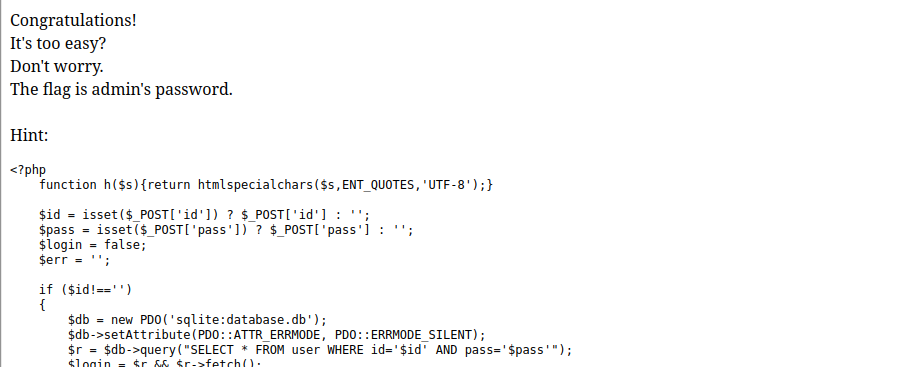 Congratulations!
It's too easy?
Don't worry.
The flag is admin's password.
Hint:
<?php
function h($s){return htmlspecialchars($s,ENT_QUOTES,'UTF-8');}
$id = isset($_POST['id']) ? $_POST['id'] : '';
$pass = isset($_POST['pass']) ? $_POST['pass'] : '';
$login = false;
$err = '';
if ($id!=='')
{
$db = new PDO('sqlite:database.db');
$db->setAttribute(PDO::ATTR_ERRMODE, PDO::ERRMODE_SILENT);
$r = $db->query("SELECT * FROM user WHERE id='$id' AND pass='$pass'");
$login = $r && $r->fetch();